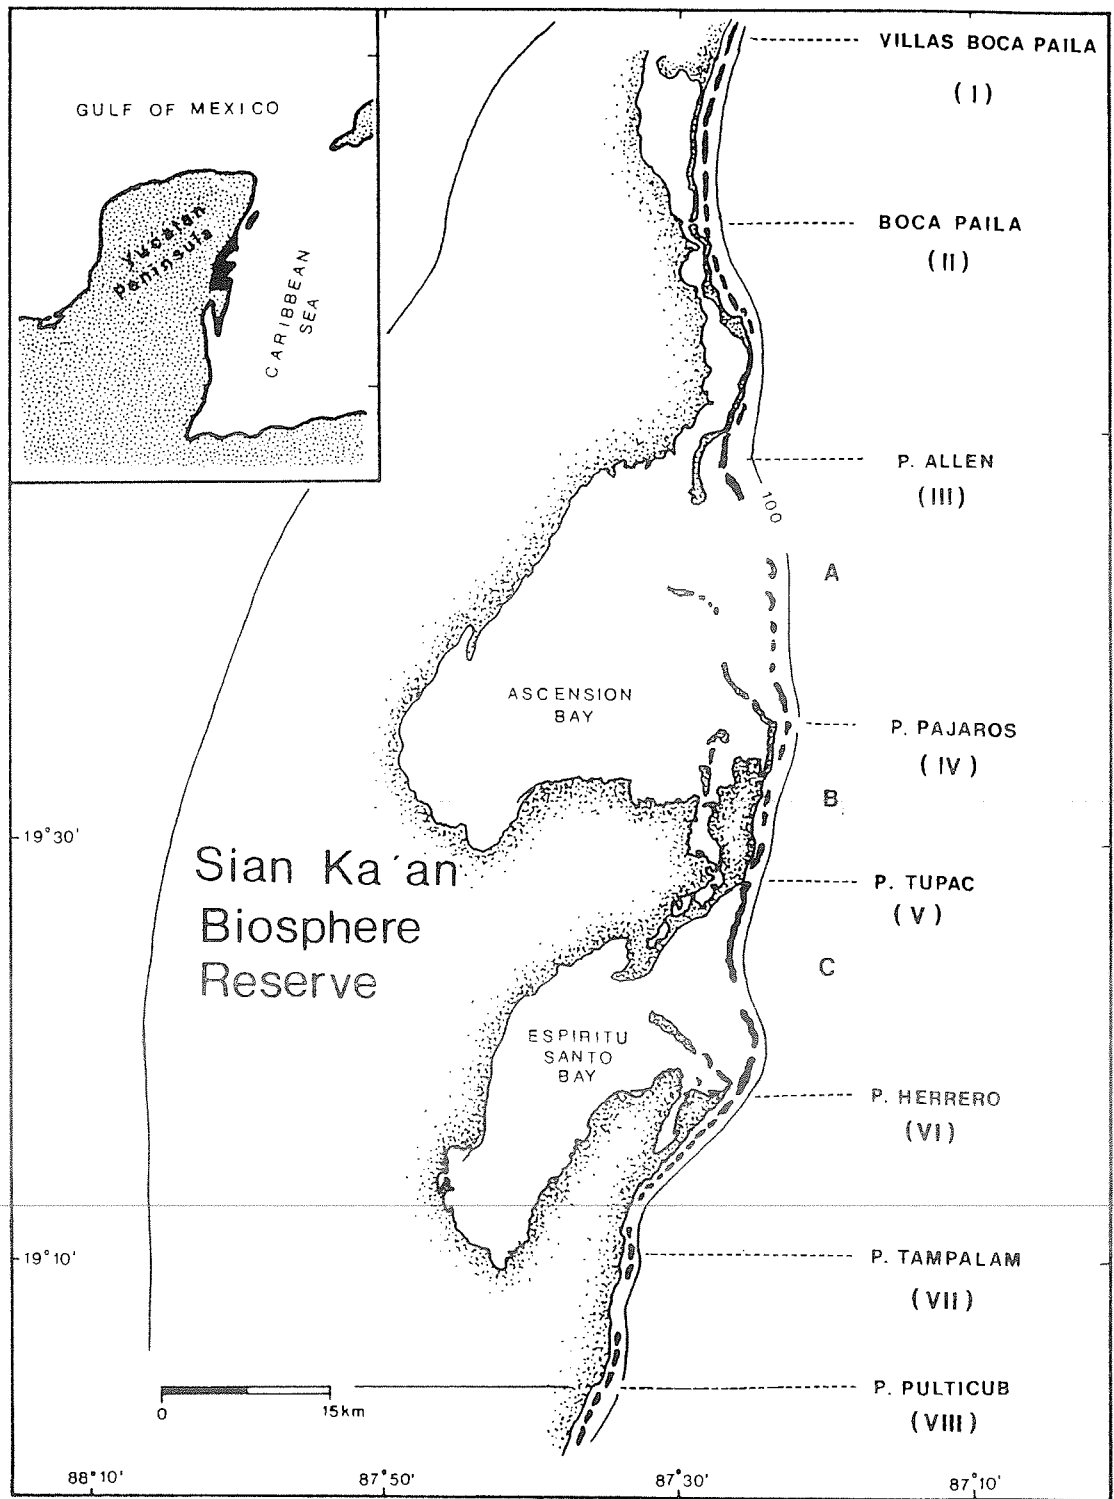 GULF OF MEXICO
Yucatan
peninsula
CARIBBEAN
SEA
VILLAS BOCA PAILA
(I)
BOCA PAILA
(II)
P. ALLEN
(III)
100
A
ASCENSION
BAY
P. PAJAROS
(IV)
B
19°30'
Sian Ka´an
Biosphere
Reserve
P. TUPAC
(V)
C
ESPIRITU
SANTO
BAY
P. HERRERO
(VI)
19°10'
P. TAMPALAM
(VII)
P. PULTICUB
(VIII)
0 15km
88°10' 87°50' 87°30' 87°10'